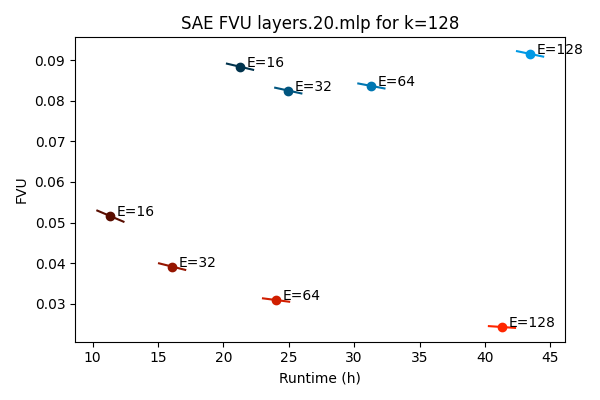 SAE FVU layers.20.mlp for k=128
E=128
E=16
E=64
E=32
E=16
E=32
E=64
E=128
0.09
0.08
0.07
0.06
0.05
0.04
0.03
FVU
10
15
20
25
30
35
40
45
Runtime (h)